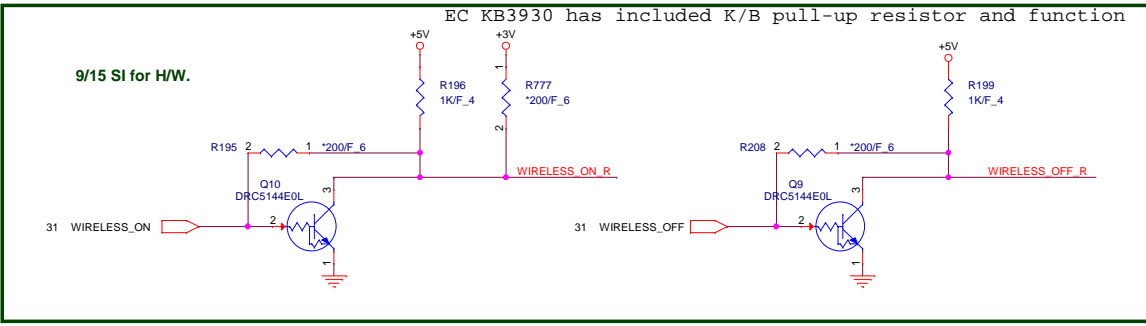 EC KB3930 has included K/B pull-up resistor and function
9/15 SI for H/W.
+5V
+3V
+5V
R196
1K/F_4
1
R777
*200/F_6
2
R199
1K/F_4
R195 2 1 *200/F_6
R208 2 1 *200/F_6
WIRELESS_ON_R
WIRELESS_OFF_R
Q10
DRC5144E0L
3
Q9
DRC5144E0L
3
31 WIRELESS_ON
2
31 WIRELESS_OFF
2
1
1